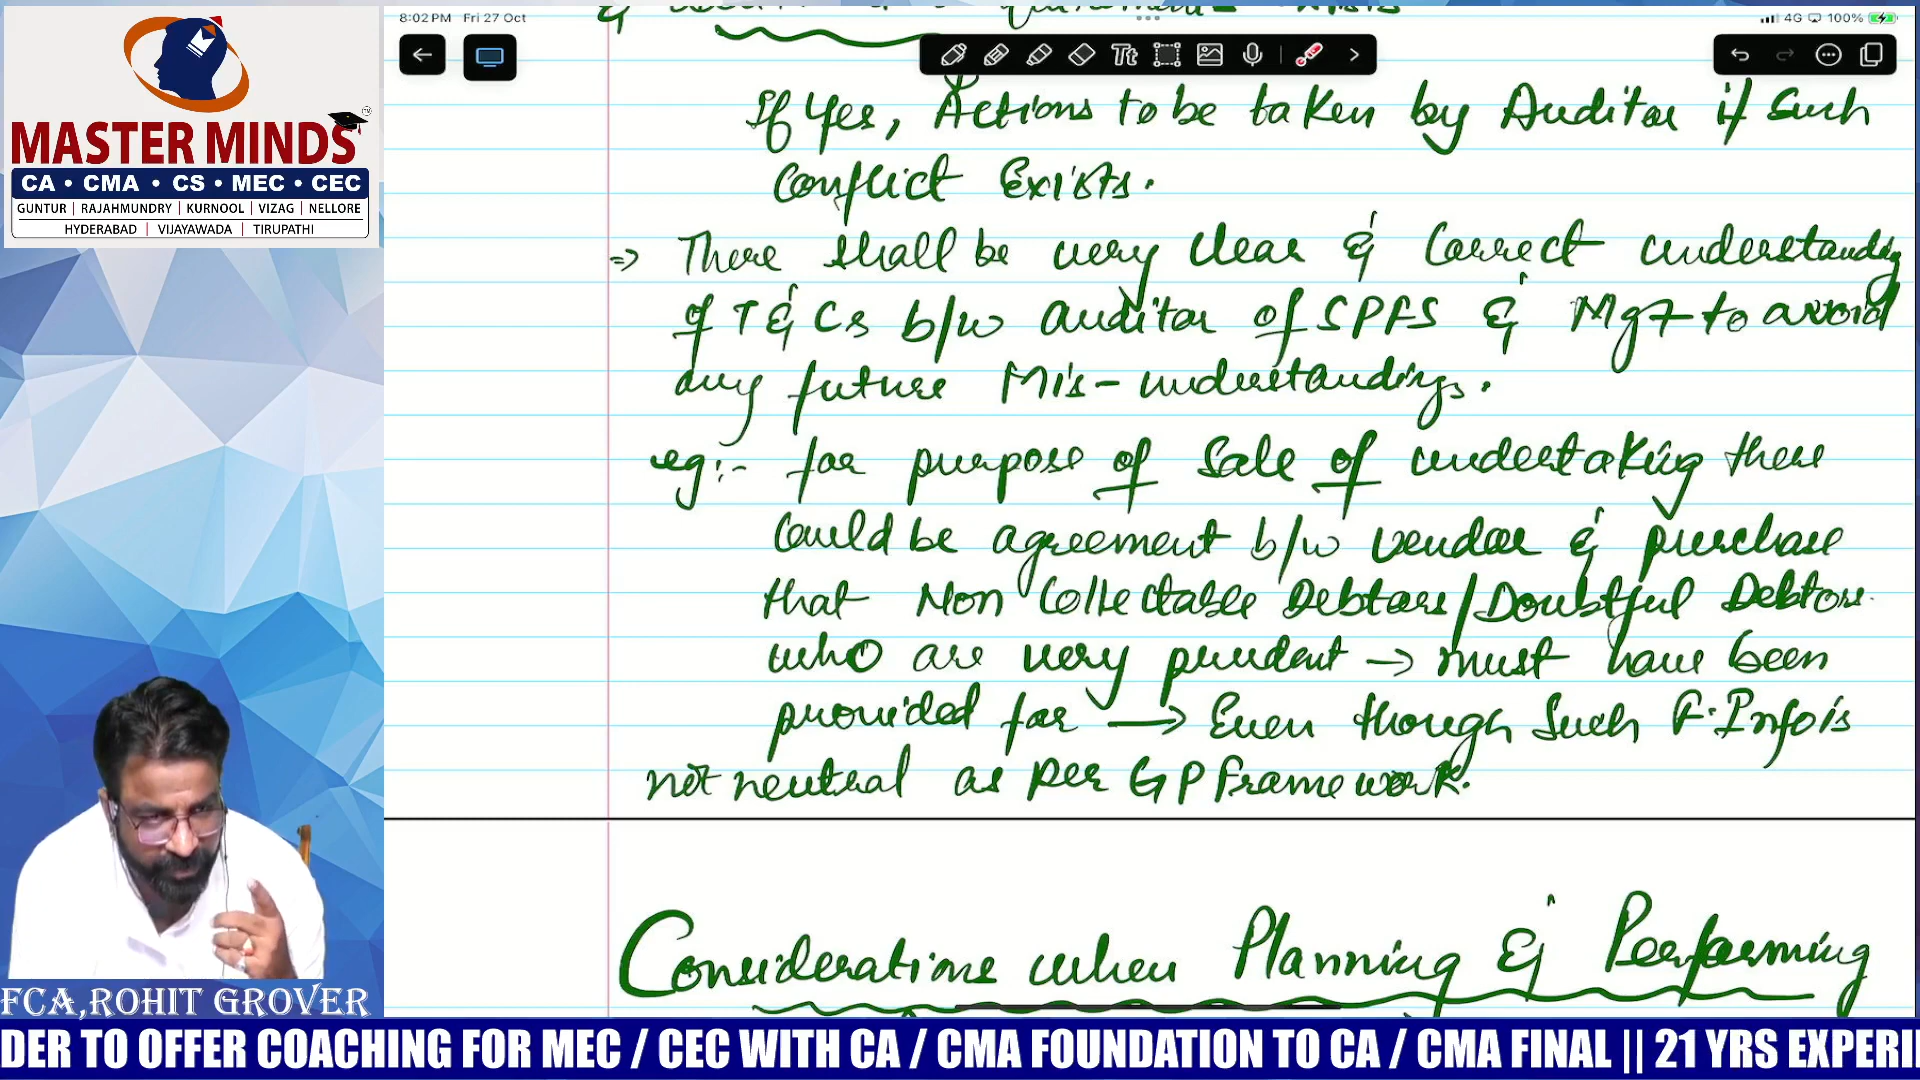 8:02 PM Fri 27 Oct
4G 100%
Tt
MASTER MINDS
CA • CMA • CS • MEC • CEC
GUNTUR | RAJAHMUNDRY | KURNOOL | VIZAG | NELLORE
HYDERABAD | VIJAYAWADA | TIRUPATHI
If Yes, Actions to be taken by Auditor if such
Conflict Exists.
=> There shall be very clear & Correct understanding
of T & Cs b/w auditor of SPFS & Mgt to avoid
any future Mis-understandings.
eg:- for purpose of Sale of undertaking there
could be agreement b/w vendor & purchase
that Non Collectable Debtors/Doubtful Debtors
who are very prudent → must have been
provided for → Even though Such F.Info is
not neutral as per GP Framework.
Considerations when Planning & Performing
FCA,ROHIT GROVER
DER TO OFFER COACHING FOR MEC / CEC WITH CA / CMA FOUNDATION TO CA / CMA FINAL || 21 YRS EXPERI